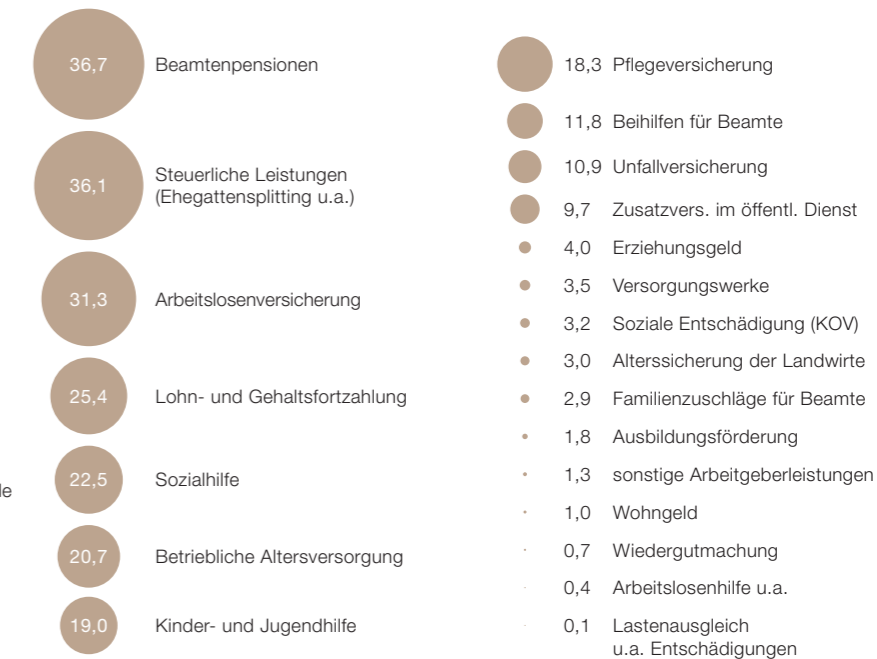 36,7 Beamtenpensionen
36,1 Steuerliche Leistungen
(Ehegattensplitting u.a.)
31,3 Arbeitslosenversicherung
25,4 Lohn- und Gehaltsfortzahlung
22,5 Sozialhilfe
20,7 Betriebliche Altersversorgung
19,0 Kinder- und Jugendhilfe
18,3 Pflegeversicherung
11,8 Beihilfen für Beamte
10,9 Unfallversicherung
9,7 Zusatzvers. im öffentl. Dienst
4,0 Erziehungsgeld
3,5 Versorgungswerke
3,2 Soziale Entschädigung (KOV)
3,0 Alterssicherung der Landwirte
2,9 Familienzuschläge für Beamte
1,8 Ausbildungsförderung
1,3 sonstige Arbeitgeberleistungen
1,0 Wohngeld
0,7 Wiedergutmachung
0,4 Arbeitslosenhilfe u.a.
0,1 Lastenausgleich
u.a. Entschädigungen